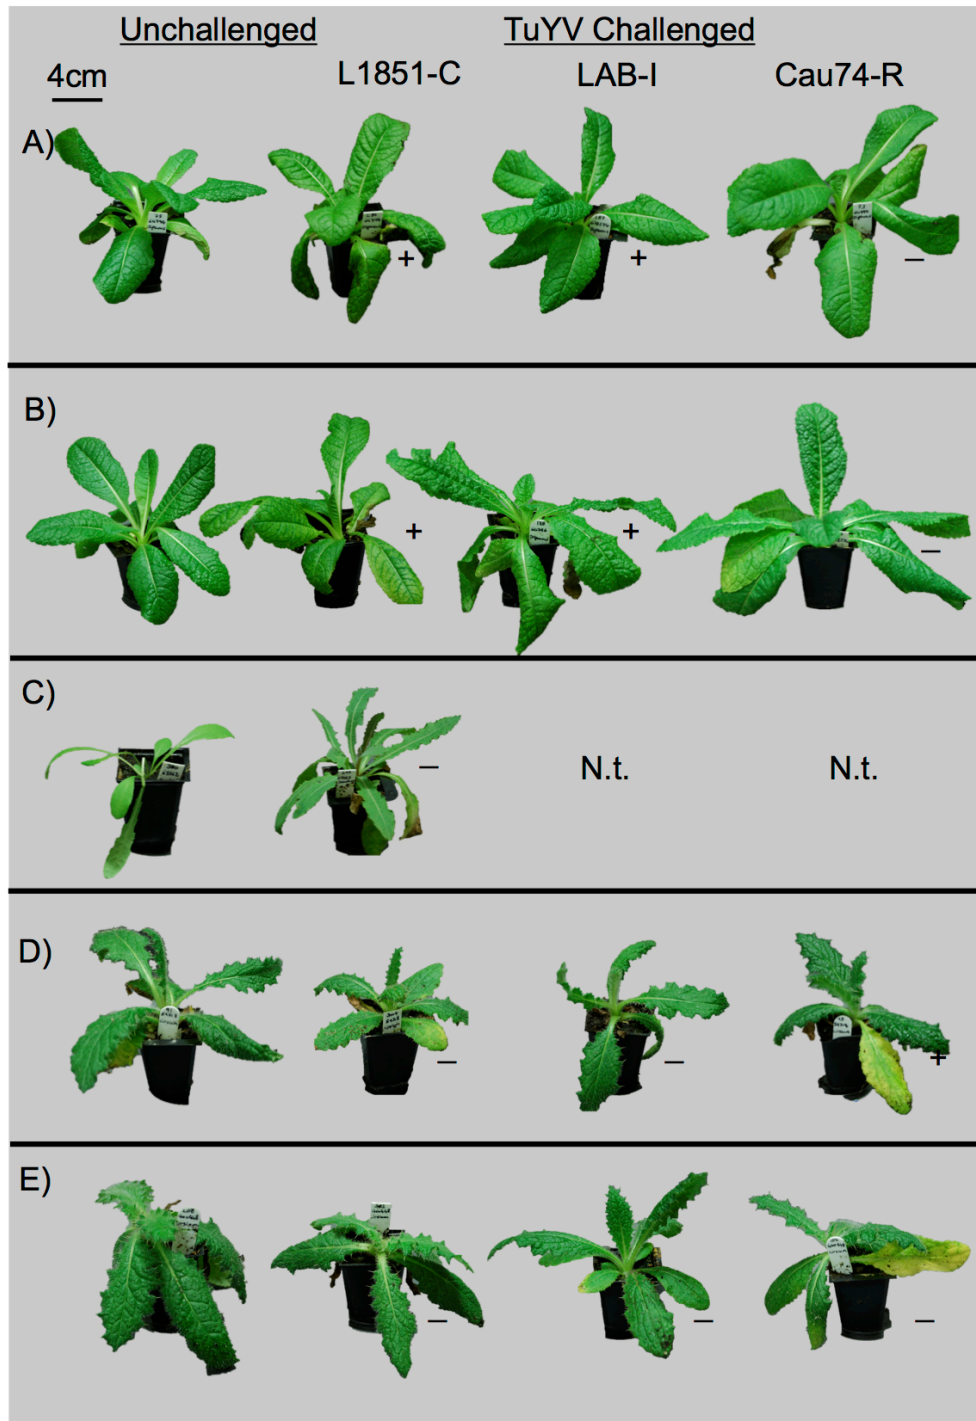 Unchallenged TuYV Challenged
4cm L1851-C LAB-I Cau74-R
A)
+ + –
B)
+ + –
C)
– N.t. N.t.
D)
– – +
E)
– – –